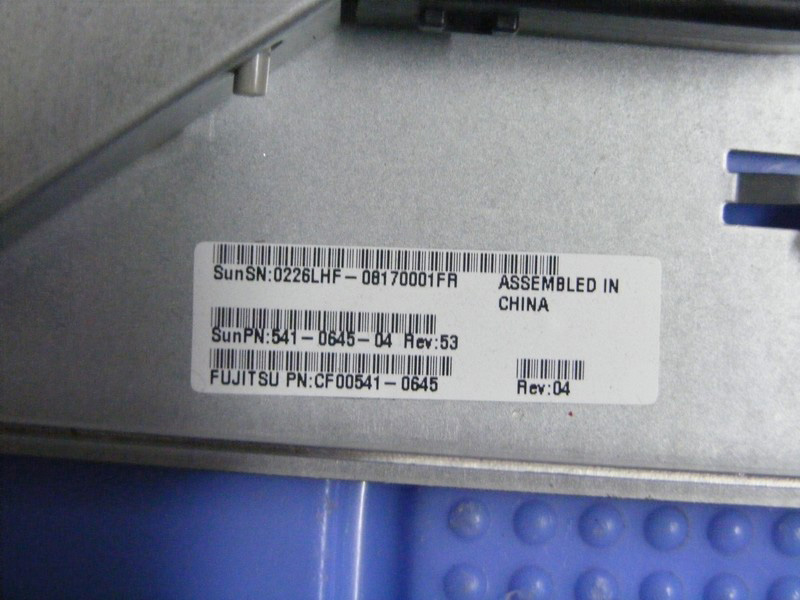 SunSN:0226LHF-08170001FR
ASSEMBLED IN
CHINA
SunPN:541-0645-04 Rev:53
FUJITSU PN:CF00541-0645
Rev:04